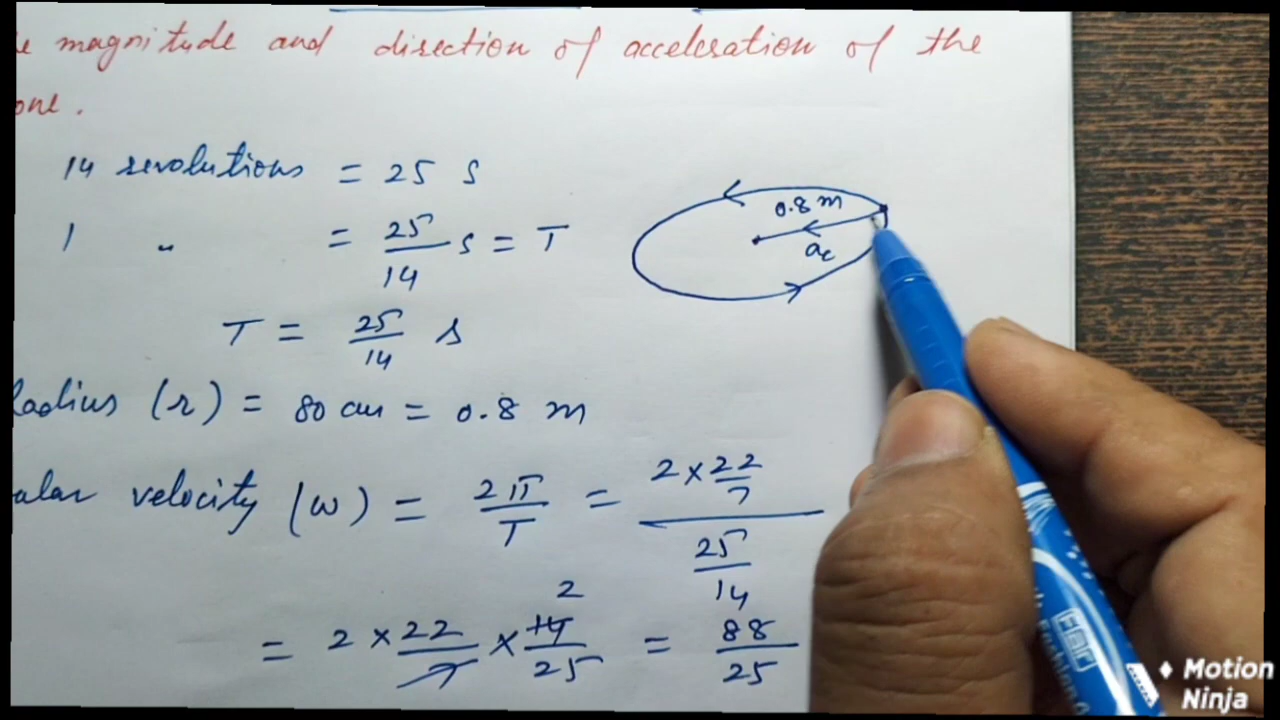 magnitude and direction of acceleration of the
one.
14 revolutions = 25 s
1 " = 25/14 s = T
0.8 m
ac
T = 25/14 s
Radius (r) = 80 cm = 0.8 m
ular velocity (ω) = 2π/T = 2 × 22/7 / 25/14
= 2 × 22/7 × 14/25 = 88/25
2
Motion
Ninja